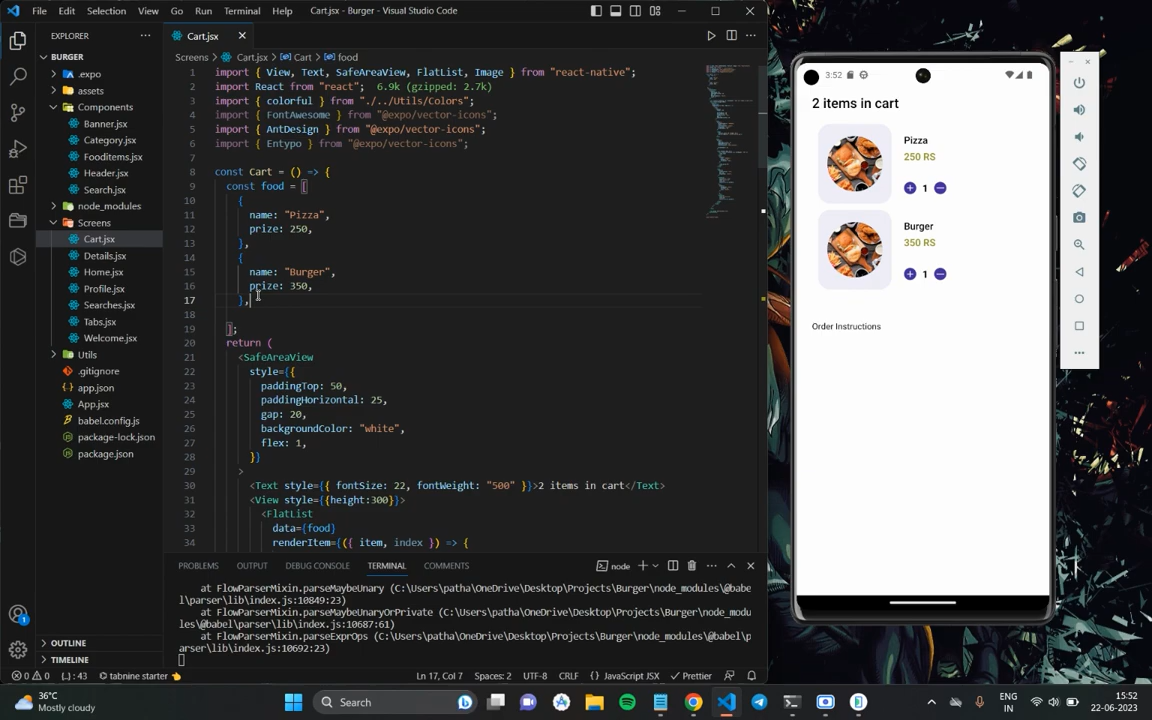 File Edit Selection View Go Run Terminal Help Cart.jsx - Burger - Visual Studio Code
EXPLORER
BURGER
.expo
assets
Components
Banner.jsx
Category.jsx
Fooditems.jsx
Header.jsx
Search.jsx
node_modules
Screens
Cart.jsx
Details.jsx
Home.jsx
Profile.jsx
Searches.jsx
Tabs.jsx
Welcome.jsx
Utils
.gitignore
app.json
App.jsx
babel.config.js
package-lock.json
package.json
OUTLINE
TIMELINE
Cart.jsx
Screens > Cart.jsx > Cart > food
1 import { View, Text, SafeAreaView, FlatList, Image } from "react-native";
2 import React from "react"; 6.9k (gzipped: 2.7k)
3 import { colorful } from "./../Utils/Colors";
4 import { FontAwesome } from "@expo/vector-icons";
5 import { AntDesign } from "@expo/vector-icons";
6 import { Entypo } from "@expo/vector-icons";
7
8 const Cart = () => {
9 const food = [
10 {
11 name: "Pizza",
12 prize: 250,
13 },
14 {
15 name: "Burger",
16 prize: 350,
17 },
18
19 ];
20 return (
21 <SafeAreaView
22 style={{
23 paddingTop: 50,
24 paddingHorizontal: 25,
25 gap: 20,
26 backgroundColor: "white",
27 flex: 1,
28 }}
29 >
30 <Text style={{ fontSize: 22, fontWeight: "500" }}>2 items in cart</Text>
31 <View style={{height:300}}>
32 <FlatList
33 data={food}
34 renderItem={({ item, index }) => {
PROBLEMS OUTPUT DEBUG CONSOLE TERMINAL COMMENTS node
at FlowParserMixin.parseMaybeUnary (C:\Users\patha\OneDrive\Desktop\Projects\Burger\node_modules\@babe
l\parser\lib\index.js:10849:23)
at FlowParserMixin.parseMaybeUnaryOrPrivate (C:\Users\patha\OneDrive\Desktop\Projects\Burger\node_modu
les\@babel\parser\lib\index.js:10687:61)
at FlowParserMixin.parseExprOps (C:\Users\patha\OneDrive\Desktop\Projects\Burger\node_modules\@babel\p
arser\lib\index.js:10692:23)
1
0 0 43 tabnine starter Ln 17, Col 7 Spaces: 2 UTF-8 CRLF {} JavaScript JSX Prettier
3:52
2 items in cart
Pizza
250 RS
1
Burger
350 RS
1
Order Instructions
36°C
Mostly cloudy
Search
ENG
IN
15:52
22-06-2023